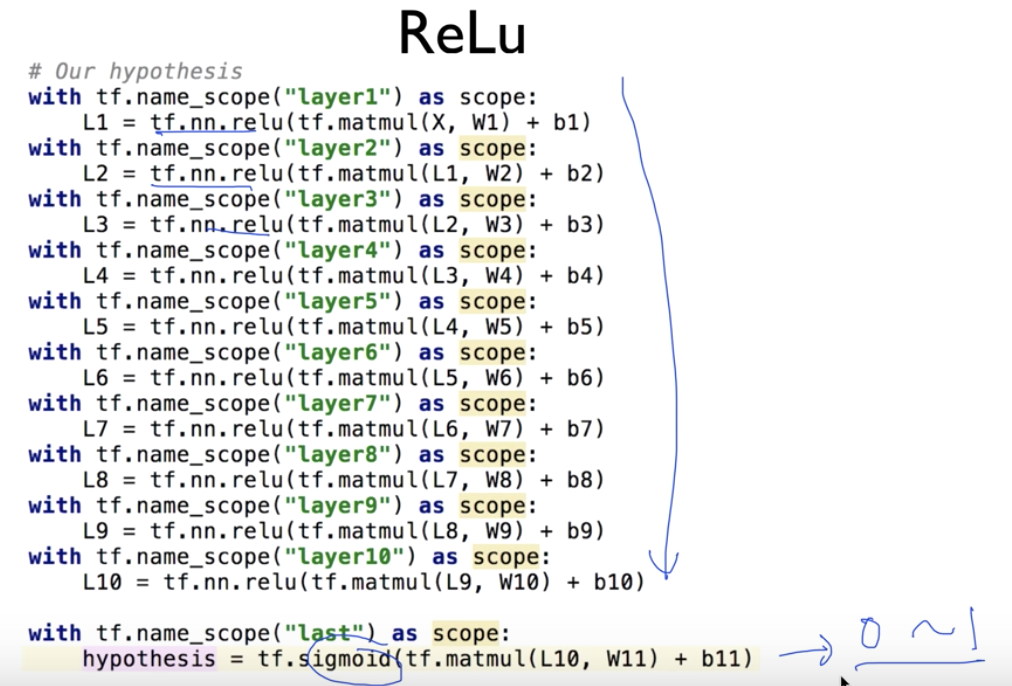 ReLu
# Our hypothesis
with tf.name_scope("layer1") as scope:
    L1 = tf.nn.relu(tf.matmul(X, W1) + b1)
with tf.name_scope("layer2") as scope:
    L2 = tf.nn.relu(tf.matmul(L1, W2) + b2)
with tf.name_scope("layer3") as scope:
    L3 = tf.nn.relu(tf.matmul(L2, W3) + b3)
with tf.name_scope("layer4") as scope:
    L4 = tf.nn.relu(tf.matmul(L3, W4) + b4)
with tf.name_scope("layer5") as scope:
    L5 = tf.nn.relu(tf.matmul(L4, W5) + b5)
with tf.name_scope("layer6") as scope:
    L6 = tf.nn.relu(tf.matmul(L5, W6) + b6)
with tf.name_scope("layer7") as scope:
    L7 = tf.nn.relu(tf.matmul(L6, W7) + b7)
with tf.name_scope("layer8") as scope:
    L8 = tf.nn.relu(tf.matmul(L7, W8) + b8)
with tf.name_scope("layer9") as scope:
    L9 = tf.nn.relu(tf.matmul(L8, W9) + b9)
with tf.name_scope("layer10") as scope:
    L10 = tf.nn.relu(tf.matmul(L9, W10) + b10)
with tf.name_scope("last") as scope:
    hypothesis = tf.sigmoid(tf.matmul(L10, W11) + b11) → 0 ~ 1